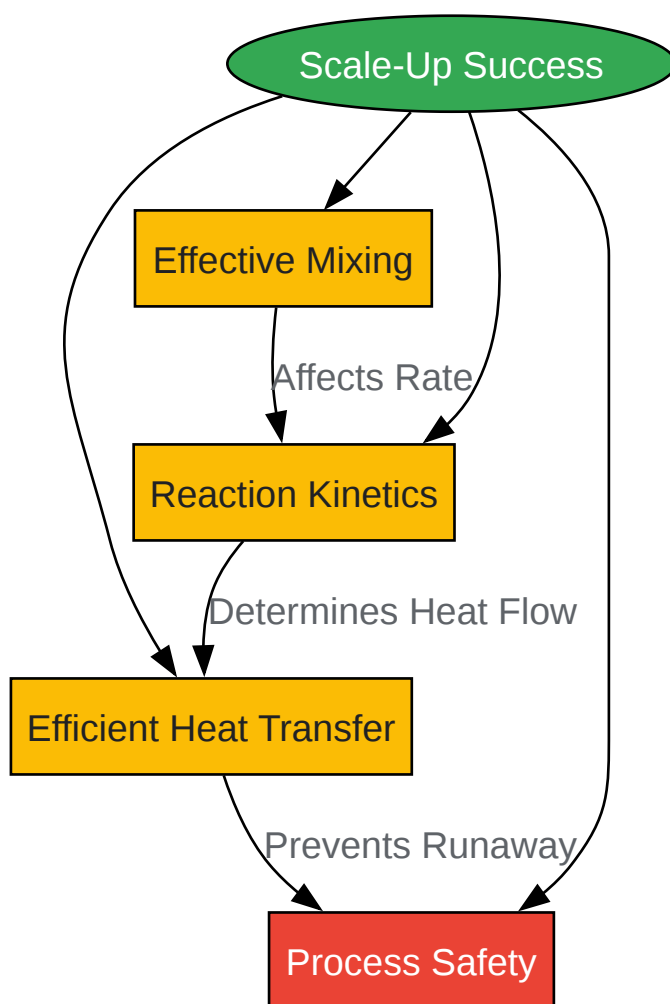 Scale-Up Success
Effective Mixing
Affects Rate
Reaction Kinetics
Determines Heat Flow
Efficient Heat Transfer
Prevents Runaway
Process Safety